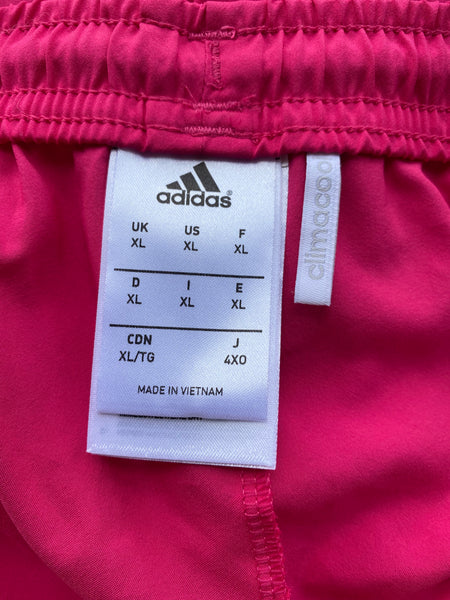 adidas®
UK US F
XL XL XL
D I E
XL XL XL
CDN J
XL/TG 4XO
MADE IN VIETNAM
climacool